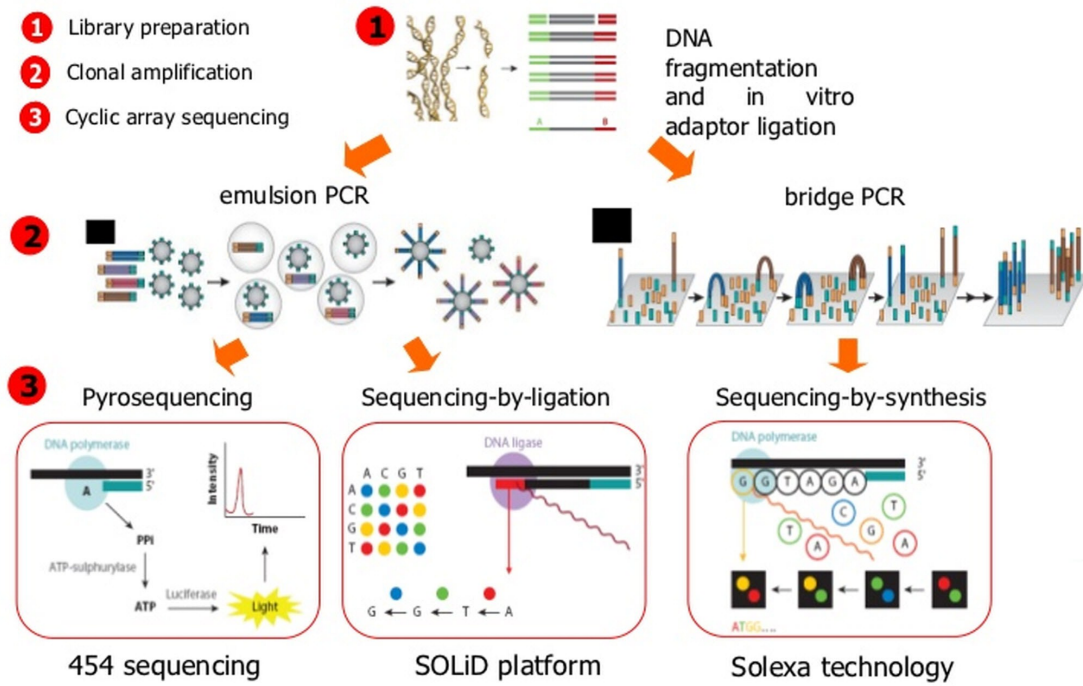 1 Library preparation
2 Clonal amplification
3 Cyclic array sequencing
1
A B
DNA
fragmentation
and in vitro
adaptor ligation
emulsion PCR
bridge PCR
2
3
Pyrosequencing
DNA polymerase
3'
5'
A
PPi
ATP-sulphurylase
ATP
Luciferase
Light
Intensity
Time
454 sequencing
Sequencing-by-ligation
DNA ligase
3'
5'
A C G T
A
C
G
T
G G T A
SOLiD platform
Sequencing-by-synthesis
DNA polymerase
3'
5'
G G T A G A
C T
T A G A
ATGG....
Solexa technology